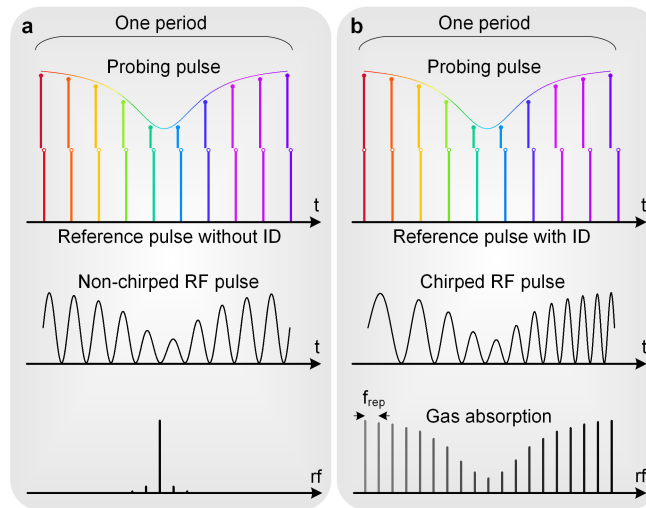 a
One period
Probing pulse
t
Reference pulse without ID
Non-chirped RF pulse
t
rf
b
One period
Probing pulse
t
Reference pulse with ID
Chirped RF pulse
t
frep
Gas absorption
rf